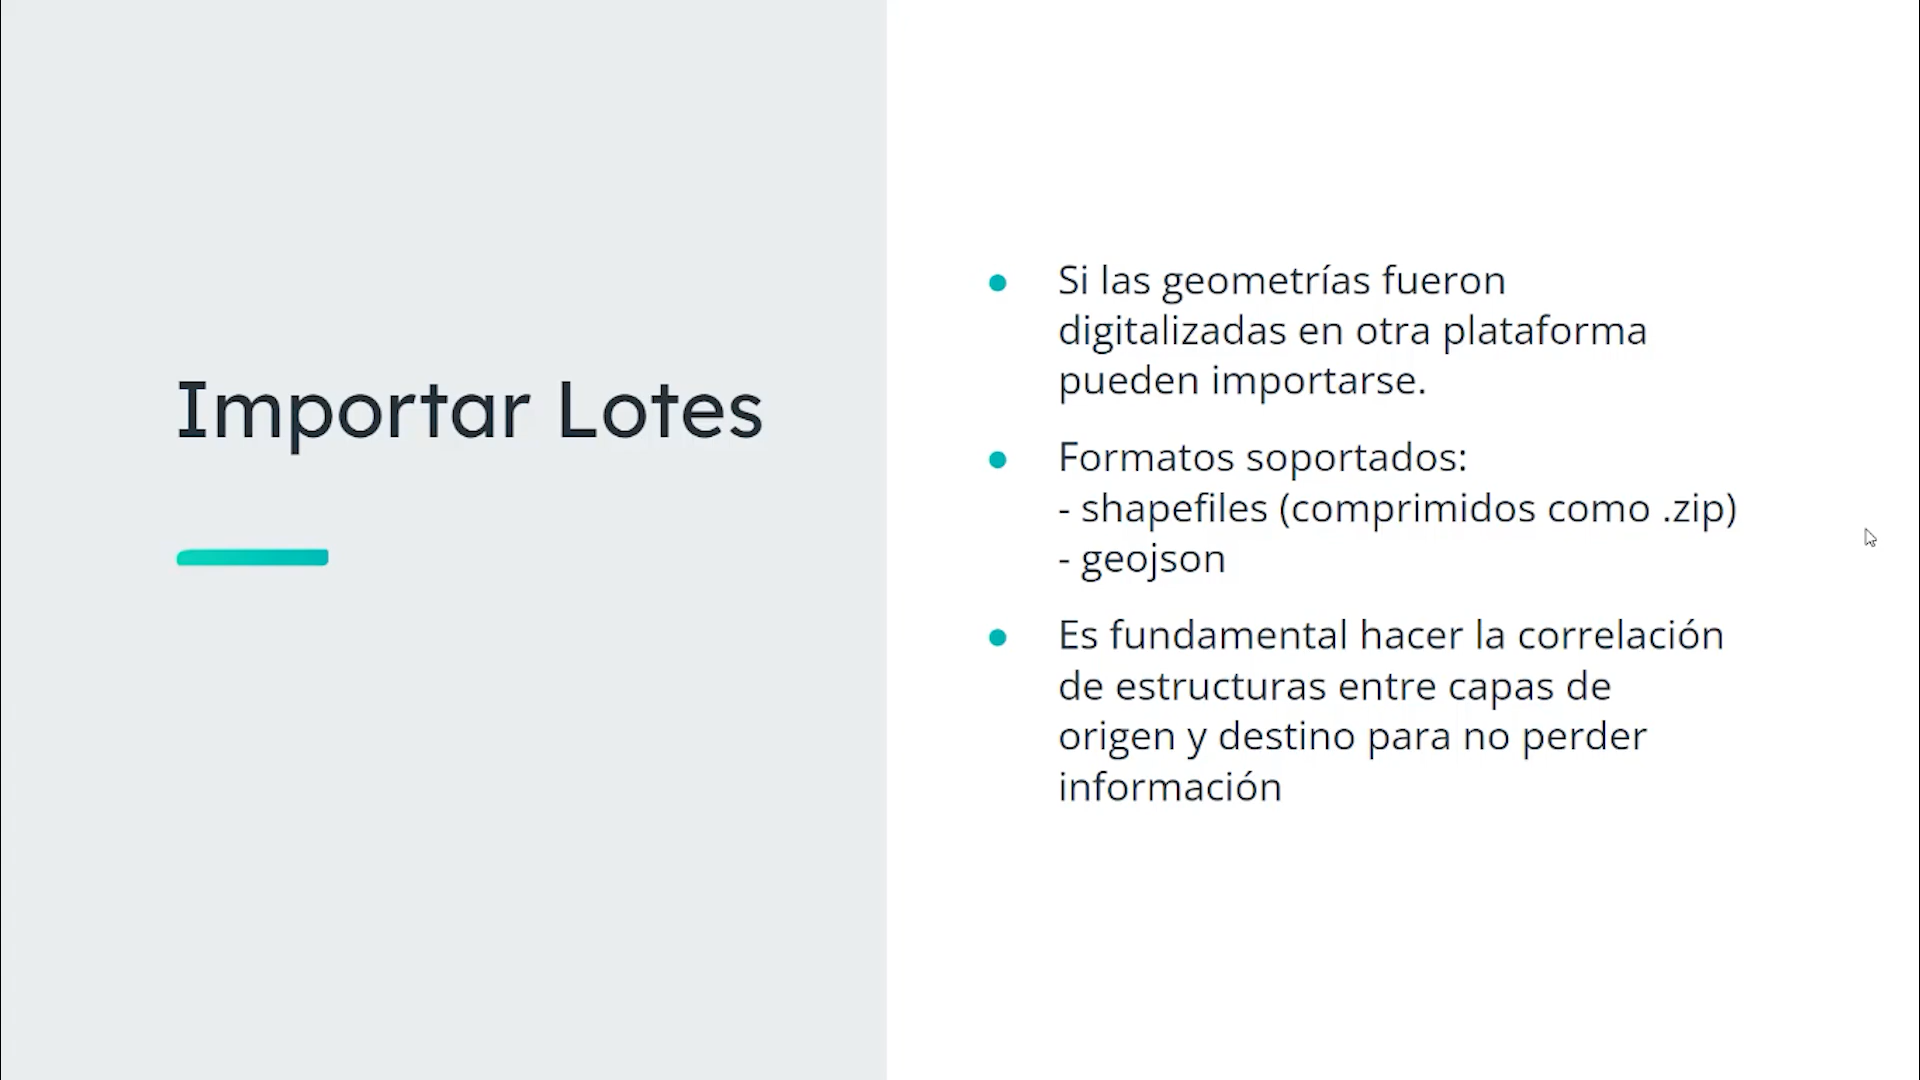 Importar Lotes
Si las geometrías fueron
digitalizadas en otra plataforma
pueden importarse.
Formatos soportados:
- shapefiles (comprimidos como .zip)
- geojson
Es fundamental hacer la correlación
de estructuras entre capas de
origen y destino para no perder
información